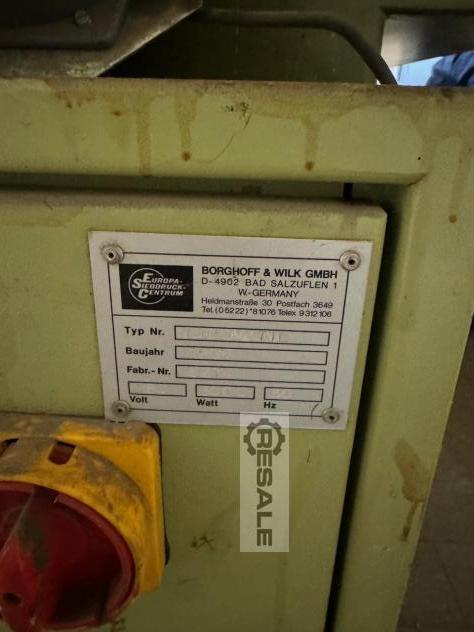 EUROPA-
SIEBDRUCK-
CENTRUM
BORGHOFF & WILK GMBH
D-4902 BAD SALZUFLEN 1
W.-GERMANY
Heldmanstraße 30 Postfach 3649
Tel. (05222) *81076 Telex 9312106
Typ Nr.
Baujahr
Fabr.-Nr.
Volt Watt Hz
RESALE